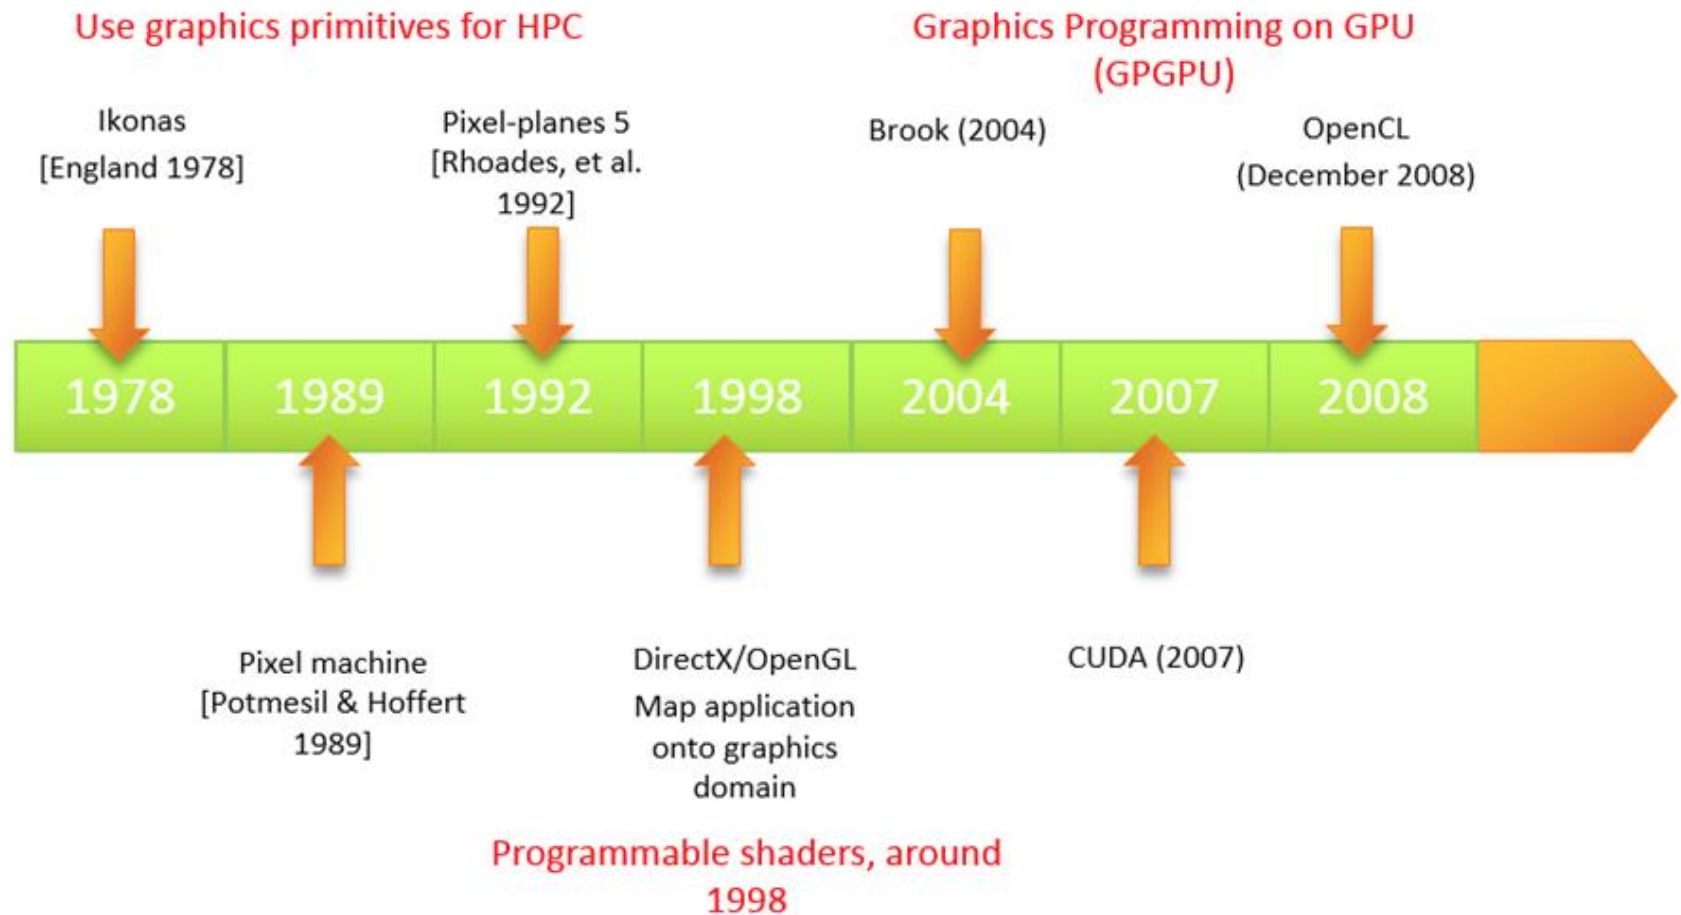 Use graphics primitives for HPC
Graphics Programming on GPU
(GPGPU)
Ikonas
[England 1978]
Pixel-planes 5
[Rhoades, et al.
1992]
Brook (2004)
OpenCL
(December 2008)
1978
1989
1992
1998
2004
2007
2008
Pixel machine
[Potmesil & Hoffert
1989]
DirectX/OpenGL
Map application
onto graphics
domain
CUDA (2007)
Programmable shaders, around
1998